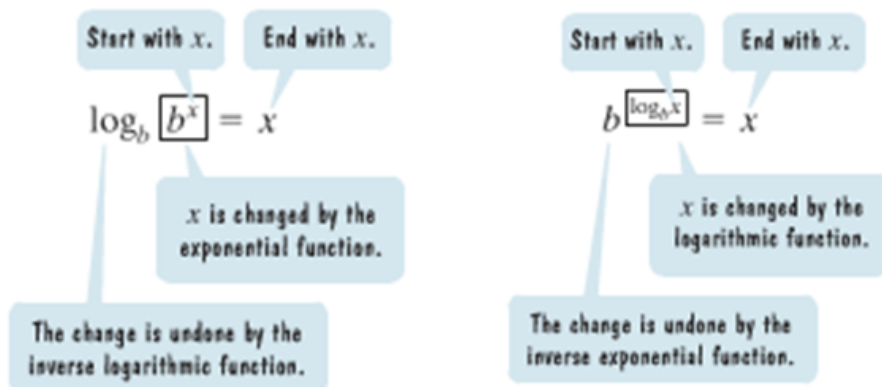 Start with x.
End with x.
log_b b^x = x
x is changed by the
exponential function.
The change is undone by the
inverse logarithmic function.
Start with x.
End with x.
b^{log_b x} = x
x is changed by the
logarithmic function.
The change is undone by the
inverse exponential function.